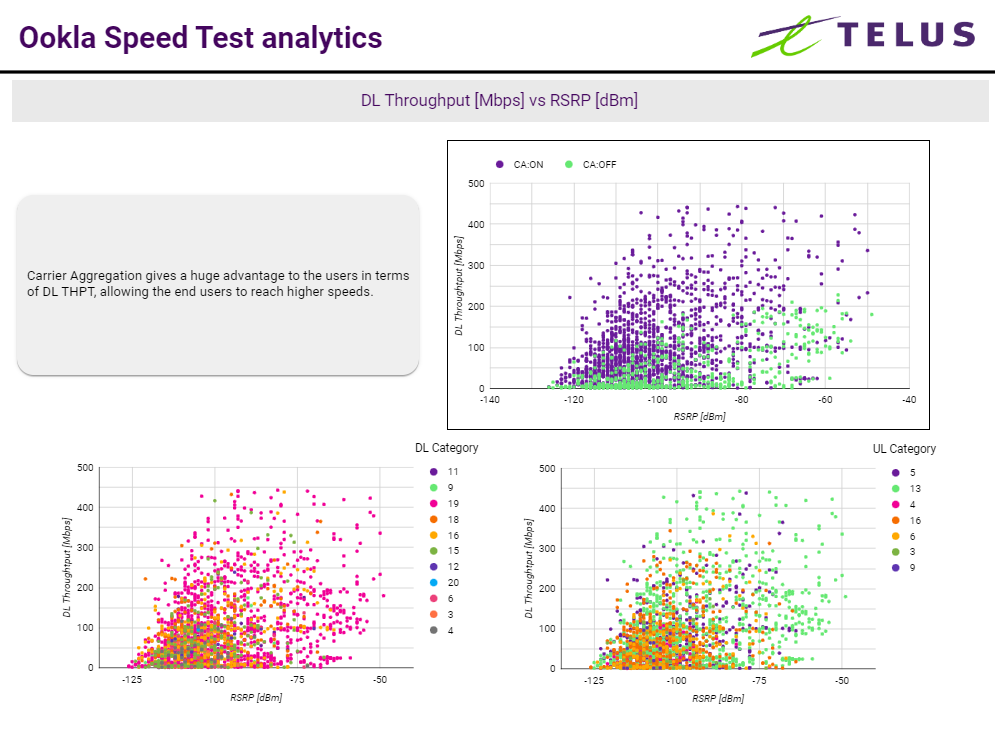 Ookla Speed Test analytics
TELUS
DL Throughput [Mbps] vs RSRP [dBm]
Carrier Aggregation gives a huge advantage to the users in terms
of DL THPT, allowing the end users to reach higher speeds.
CA:ON CA:OFF
500
400
300
200
100
0
DL Throughtput [Mbps]
-140 -120 -100 -80 -60 -40
RSRP [dBm]
DL Category
500
400
300
200
100
0
DL Throughtput [Mbps]
-125 -100 -75 -50
RSRP [dBm]
11
9
19
18
16
15
12
20
6
3
4
UL Category
500
400
300
200
100
0
DL Throughtput [Mbps]
-125 -100 -75 -50
RSRP [dBm]
5
13
4
16
6
3
9